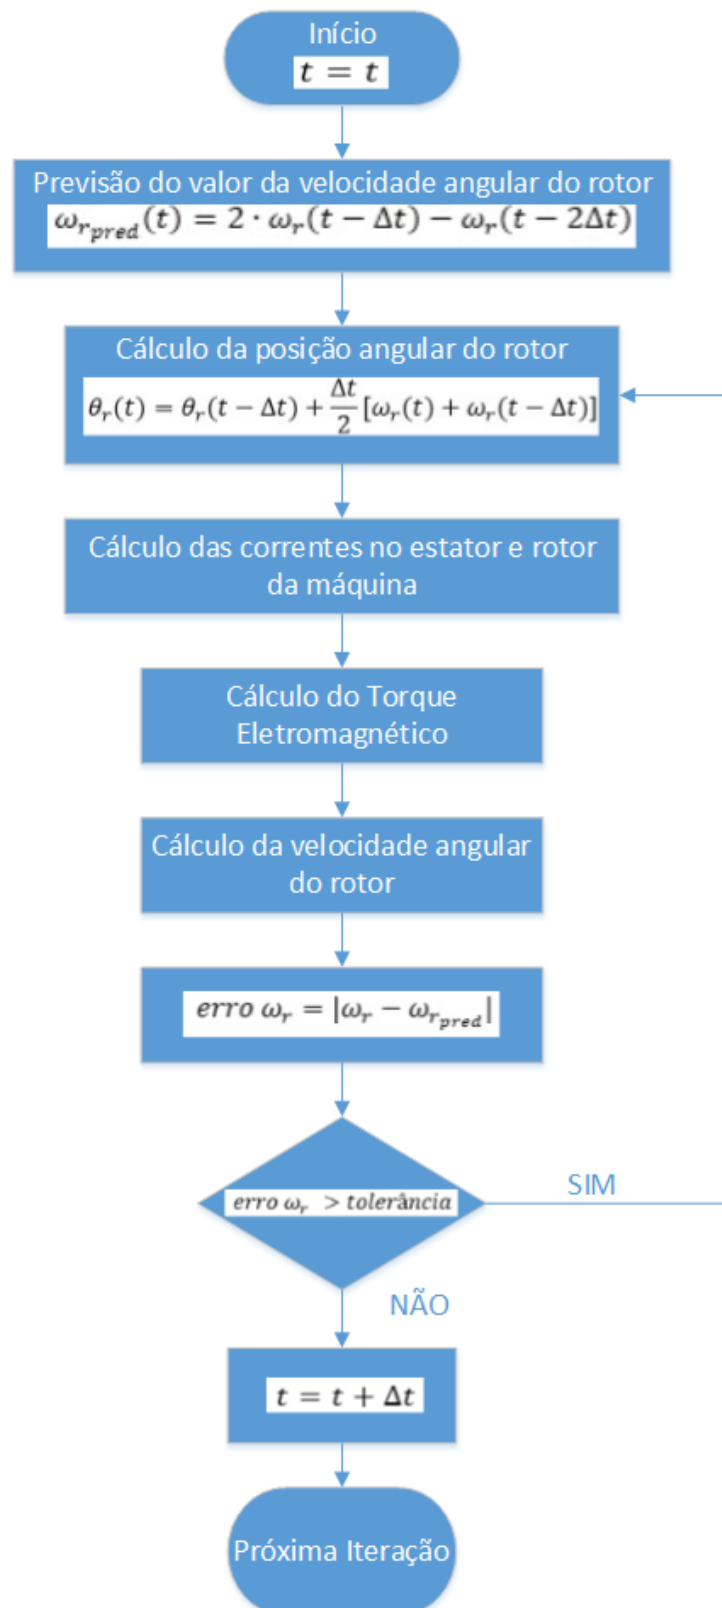 Início
t = t
Previsão do valor da velocidade angular do rotor
ω_{r_{pred}}(t) = 2 · ω_r(t − Δt) − ω_r(t − 2Δt)
Cálculo da posição angular do rotor
θ_r(t) = θ_r(t − Δt) + \frac{Δt}{2}[ω_r(t) + ω_r(t − Δt)]
Cálculo das correntes no estator e rotor
da máquina
Cálculo do Torque
Eletromagnético
Cálculo da velocidade angular
do rotor
erro ω_r = |ω_r − ω_{r_{pred}}|
erro ω_r > tolerância
SIM
NÃO
t = t + Δt
Próxima Iteração